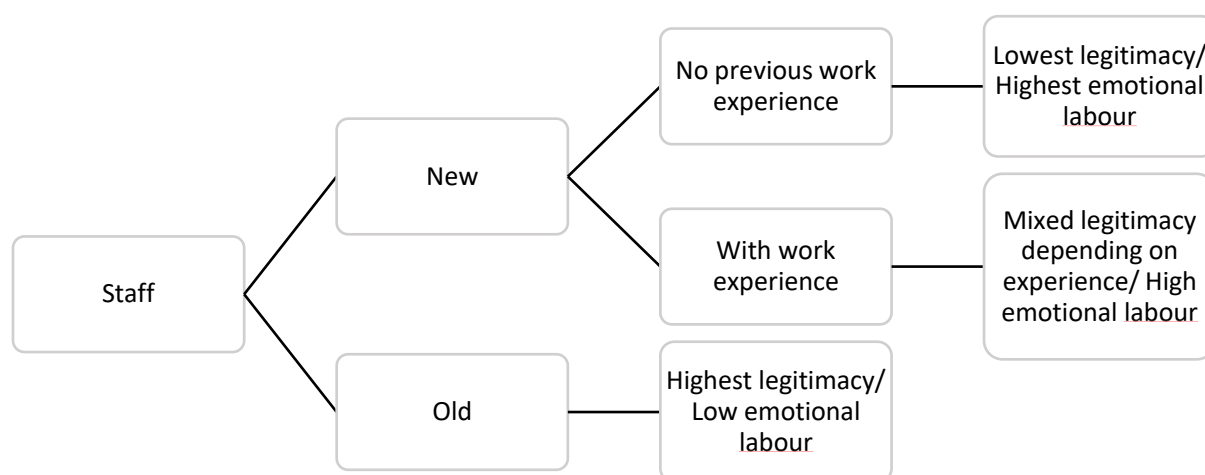 Staff
New
Old
No previous work
experience
With work
experience
Highest legitimacy/
Low emotional
labour
Lowest legitimacy/
Highest emotional
labour
Mixed legitimacy
depending on
experience/ High
emotional labour